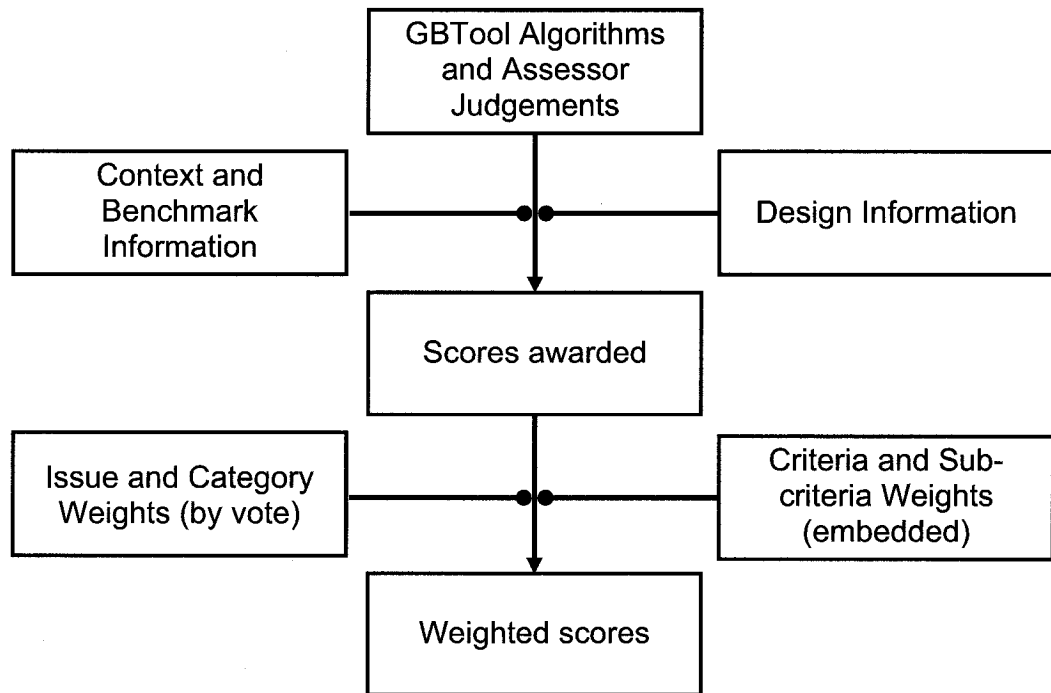 GBTool Algorithms
and Assessor
Judgements
Context and
Benchmark
Information
Design Information
Scores awarded
Issue and Category
Weights (by vote)
Criteria and Sub-
criteria Weights
(embedded)
Weighted scores